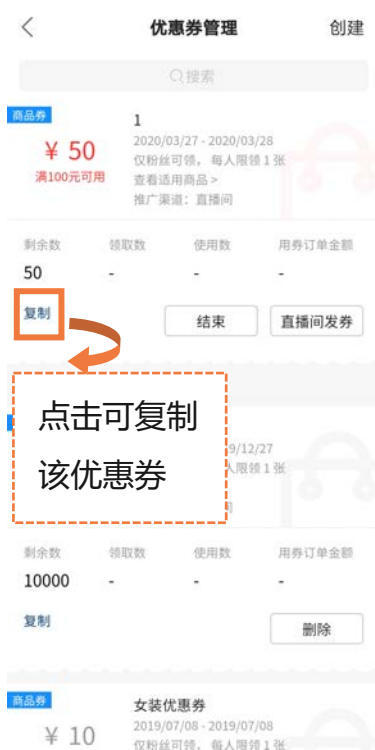 优惠券管理
创建
搜索
商品券
¥ 50
满100元可用
1
2020/03/27 - 2020/03/28
仅粉丝可领，每人限领1张
查看适用商品 >
推广渠道：直播间
剩余数 领取数 使用数 用券订单金额
50 - - -
复制
结束
直播间发券
点击可复制
该优惠券
9/12/27
人限领1张
剩余数 领取数 使用数 用券订单金额
10000 - - -
复制
删除
商品券
¥ 10
女装优惠券
2019/07/08 - 2019/07/08
仅粉丝可领，每人限领1张